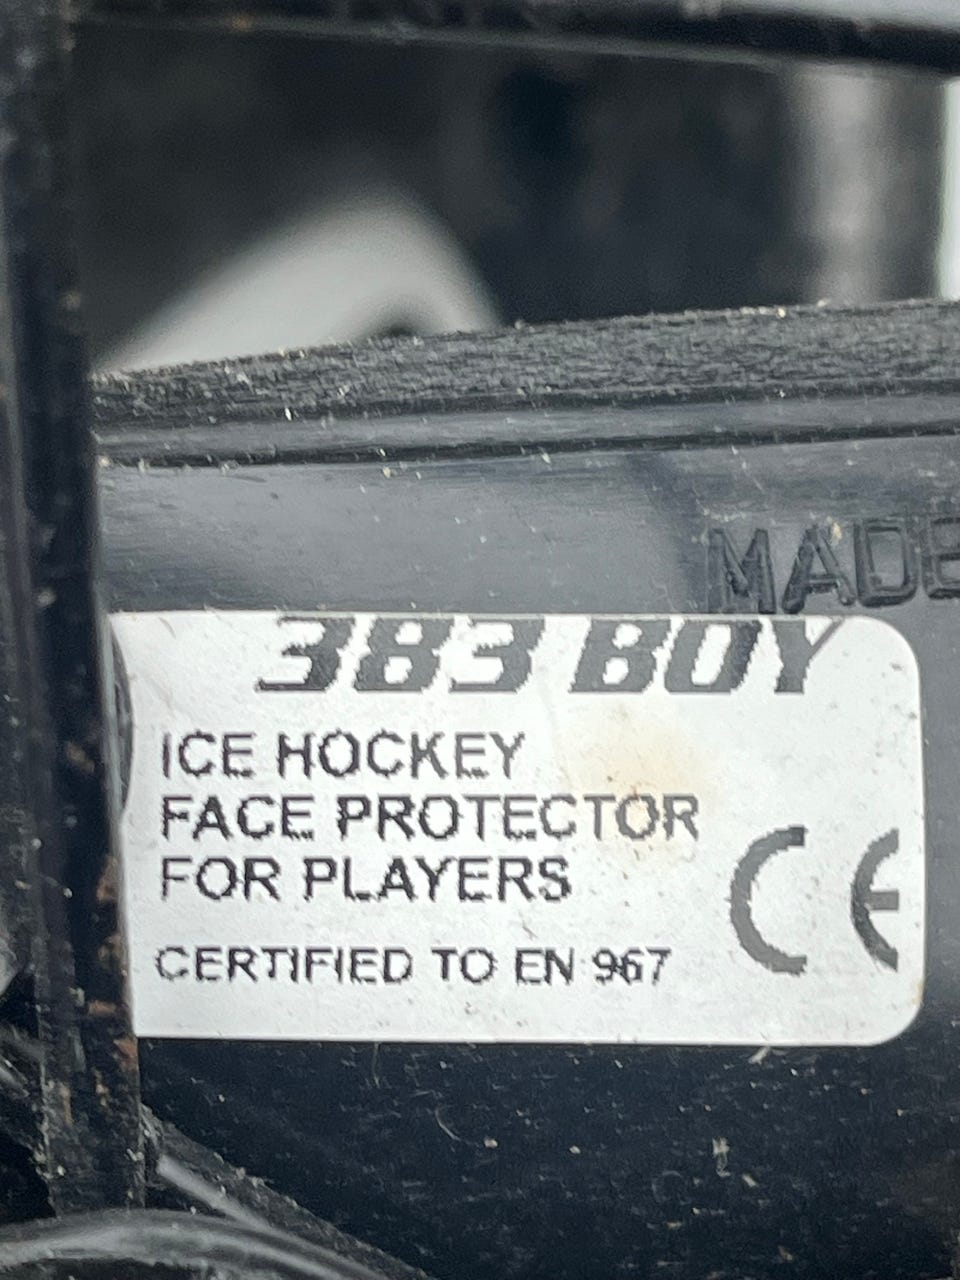 MADE
383 BOY
ICE HOCKEY
FACE PROTECTOR
FOR PLAYERS
CE
CERTIFIED TO EN 967